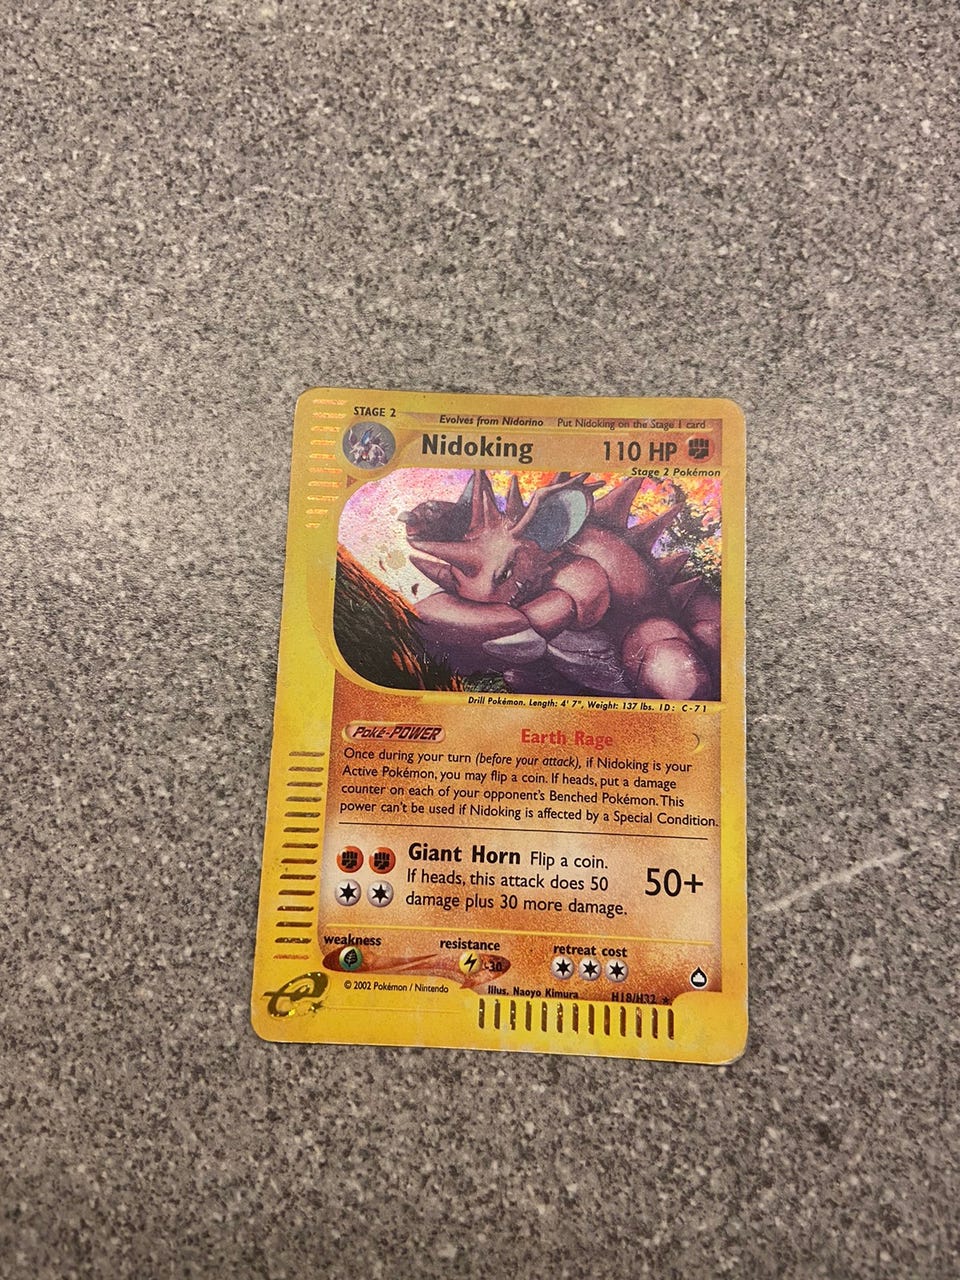 STAGE 2
Evolves from Nidorino Put Nidoking on the Stage 1 card
Nidoking 110 HP
Stage 2 Pokémon
Drill Pokémon. Length: 4' 7", Weight: 137 lbs. ID: C-71
Poké-POWER Earth Rage
Once during your turn (before your attack), if Nidoking is your
Active Pokémon, you may flip a coin. If heads, put a damage
counter on each of your opponent's Benched Pokémon. This
power can't be used if Nidoking is affected by a Special Condition.
Giant Horn Flip a coin.
If heads, this attack does 50
damage plus 30 more damage.
50+
weakness resistance retreat cost
-30
© 2002 Pokémon / Nintendo Illus. Naoyo Kimura H18/H32 ★
e